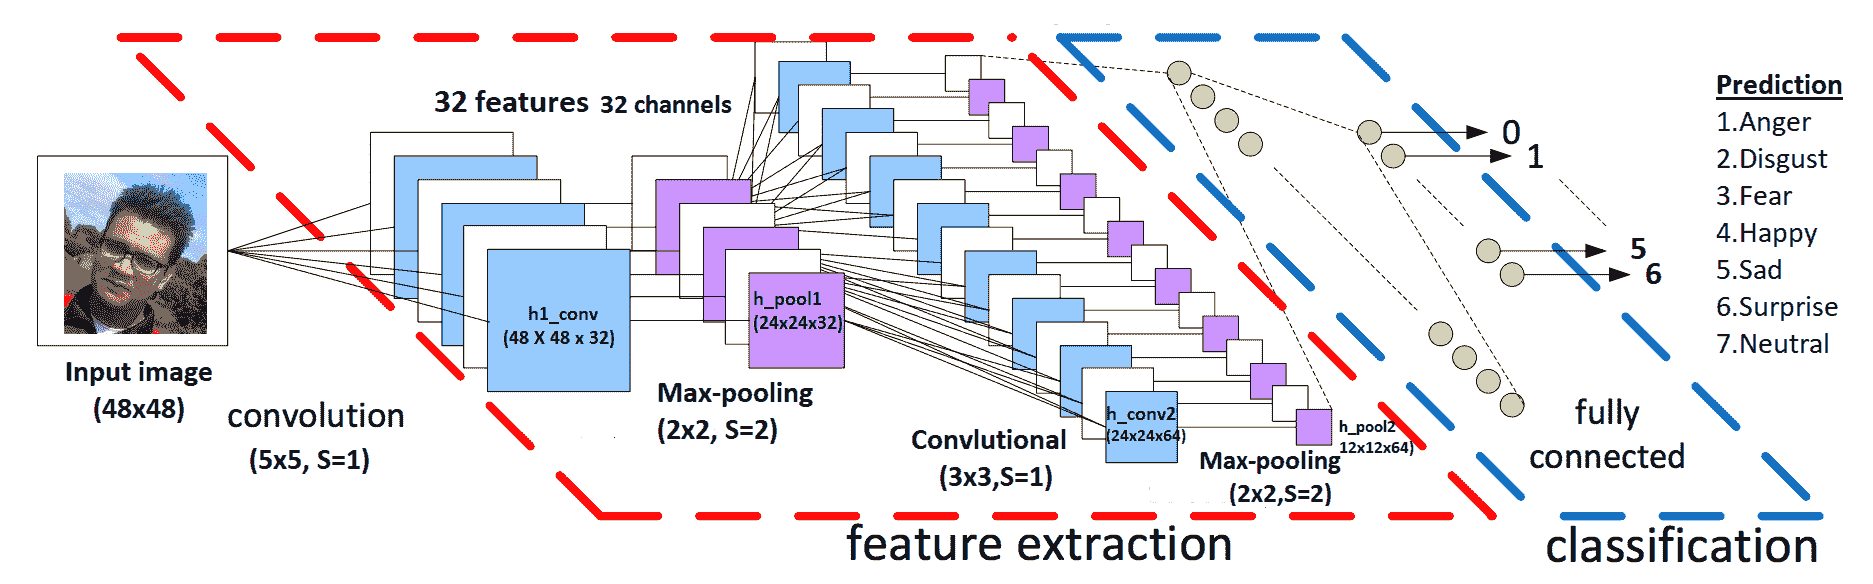 32 features 32 channels
Input image
(48x48)
convolution
(5x5, S=1)
h1_conv
(48 X 48 x 32)
h_pool1
(24x24x32)
Max-pooling
(2x2, S=2)
Convlutional
(3x3,S=1)
h_conv2
(24x24x64)
Max-pooling
(2x2,S=2)
h_pool2
12x12x64)
feature extraction
0
1
5
6
fully
connected
classification
Prediction
1.Anger
2.Disgust
3.Fear
4.Happy
5.Sad
6.Surprise
7.Neutral